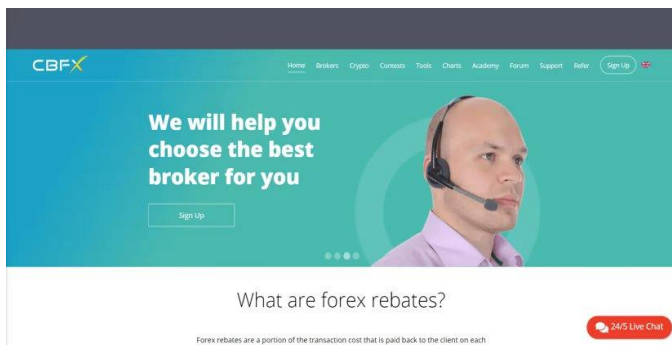 CBFX
Home Brokers Crypto Contests Tools Charts Academy Forum Support Refer Sign Up
We will help you
choose the best
broker for you
Sign Up
What are forex rebates?
24/5 Live Chat
Forex rebates are a portion of the transaction cost that is paid back to the client on each